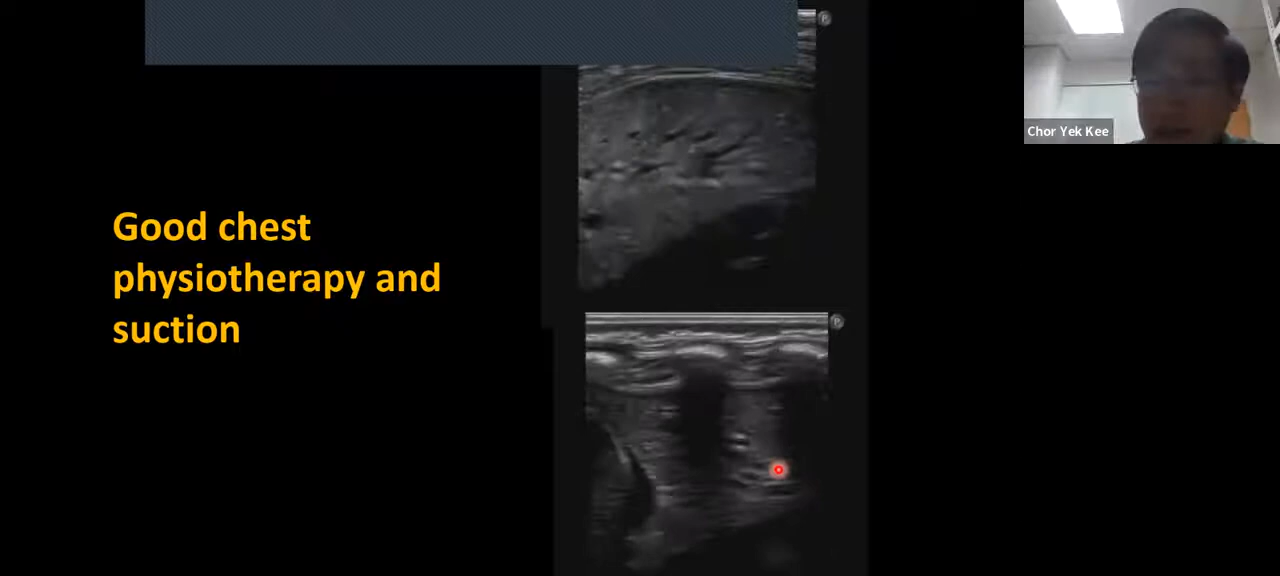 Good chest
physiotherapy and
suction
P
P
Chor Yek Kee